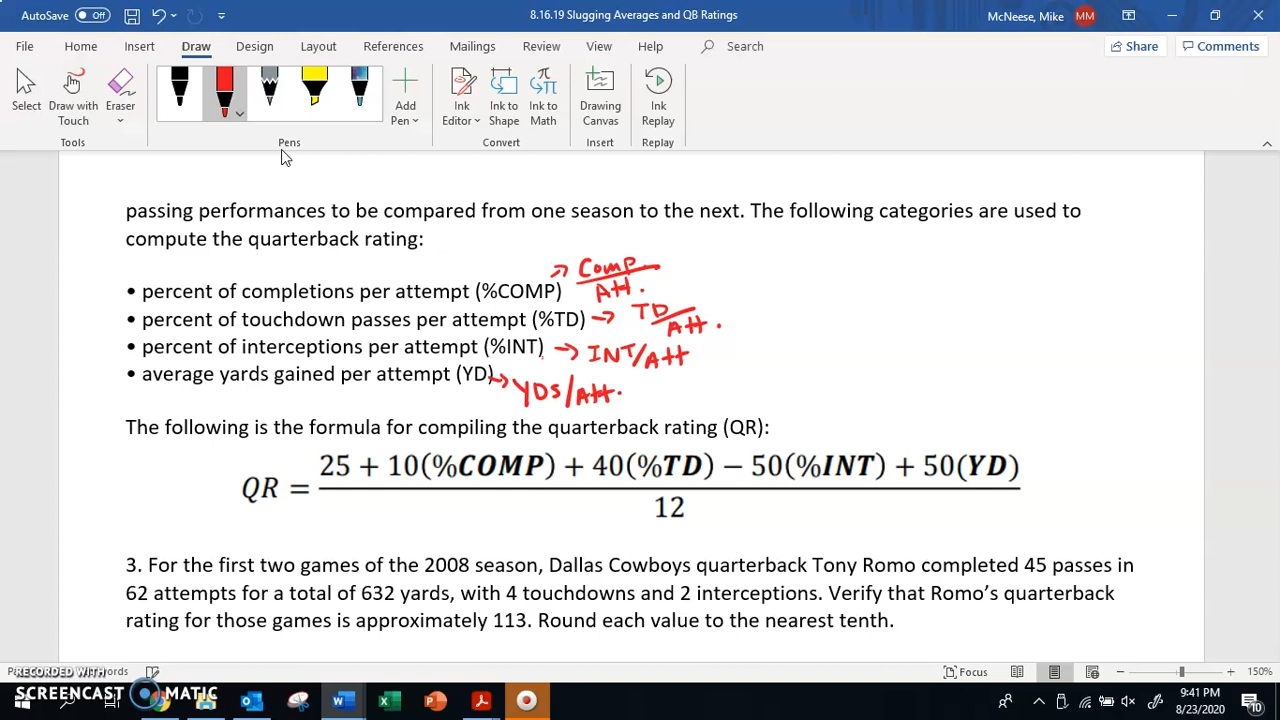 AutoSave Off 8.16.19 Slugging Averages and QB Ratings McNeese, Mike MM
File Home Insert Draw Design Layout References Mailings Review View Help Search Share Comments
Select Draw with Touch Eraser Add Pen Ink Editor Ink to Shape Ink to Math Drawing Canvas Ink Replay
Tools Pens Convert Insert Replay
passing performances to be compared from one season to the next. The following categories are used to
compute the quarterback rating:
• percent of completions per attempt (%COMP) → Comp. / Att.
• percent of touchdown passes per attempt (%TD) → TD / Att.
• percent of interceptions per attempt (%INT) → INT/Att
• average yards gained per attempt (YD) → YDS/Att.
The following is the formula for compiling the quarterback rating (QR):
QR = 25 + 10(%COMP) + 40(%TD) − 50(%INT) + 50(YD)
12
3. For the first two games of the 2008 season, Dallas Cowboys quarterback Tony Romo completed 45 passes in
62 attempts for a total of 632 yards, with 4 touchdowns and 2 interceptions. Verify that Romo's quarterback
rating for those games is approximately 113. Round each value to the nearest tenth.
RECORDED WITH words Focus 150%
SCREENCAST MATIC
9:41 PM
8/23/2020 10